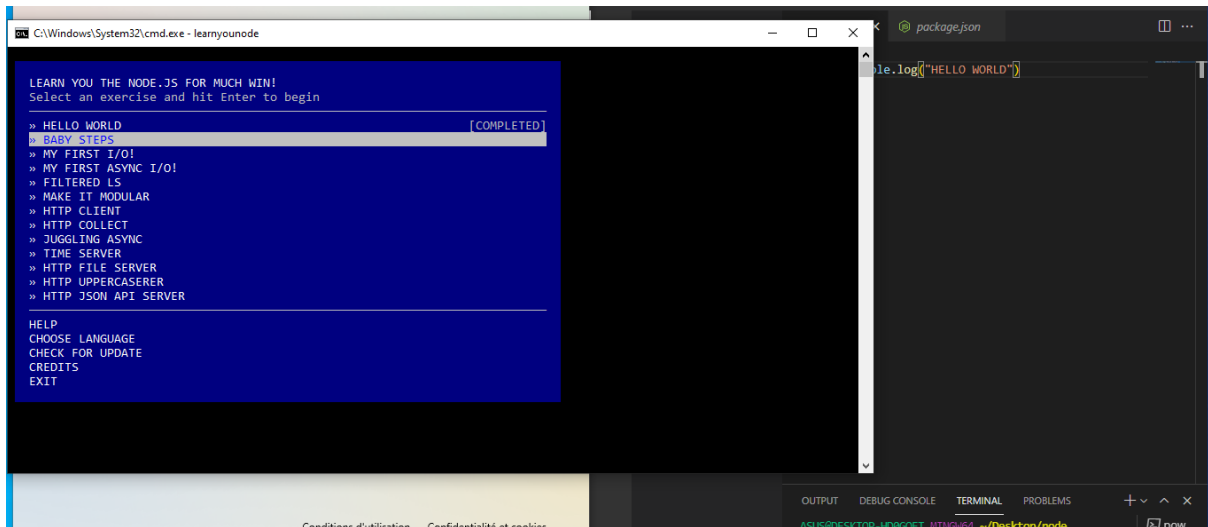 C:\Windows\System32\cmd.exe - learnyounode
LEARN YOU THE NODE.JS FOR MUCH WIN!
Select an exercise and hit Enter to begin
» HELLO WORLD [COMPLETED]
» BABY STEPS
» MY FIRST I/O!
» MY FIRST ASYNC I/O!
» FILTERED LS
» MAKE IT MODULAR
» HTTP CLIENT
» HTTP COLLECT
» JUGGLING ASYNC
» TIME SERVER
» HTTP FILE SERVER
» HTTP UPPERCASERER
» HTTP JSON API SERVER
HELP
CHOOSE LANGUAGE
CHECK FOR UPDATE
CREDITS
EXIT
package.json
le.log("HELLO WORLD")
OUTPUT DEBUG CONSOLE TERMINAL PROBLEMS
MINGW64 ~/Desktop/node
now
Conditions d'utilisation Confidentialité et cookies